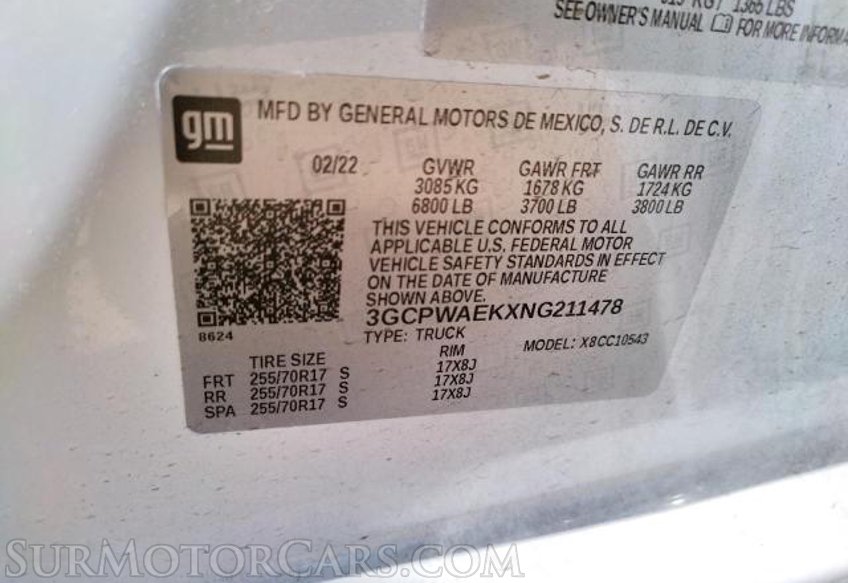 KG 1365 LBS
SEE OWNER'S MANUAL FOR MORE INFORMA
gm
MFD BY GENERAL MOTORS DE MEXICO, S. DE R.L. DE C.V.
02/22 GVWR GAWR FRT GAWR RR
3085 KG 1678 KG 1724 KG
6800 LB 3700 LB 3800 LB
THIS VEHICLE CONFORMS TO ALL
APPLICABLE U.S. FEDERAL MOTOR
VEHICLE SAFETY STANDARDS IN EFFECT
ON THE DATE OF MANUFACTURE
SHOWN ABOVE.
8624
3GCPWAEKXNG211478
TYPE: TRUCK MODEL: X8CC10543
TIRE SIZE RIM
FRT 255/70R17 S 17X8J
RR 255/70R17 S 17X8J
SPA 255/70R17 S 17X8J
SURMOTORCARS.COM